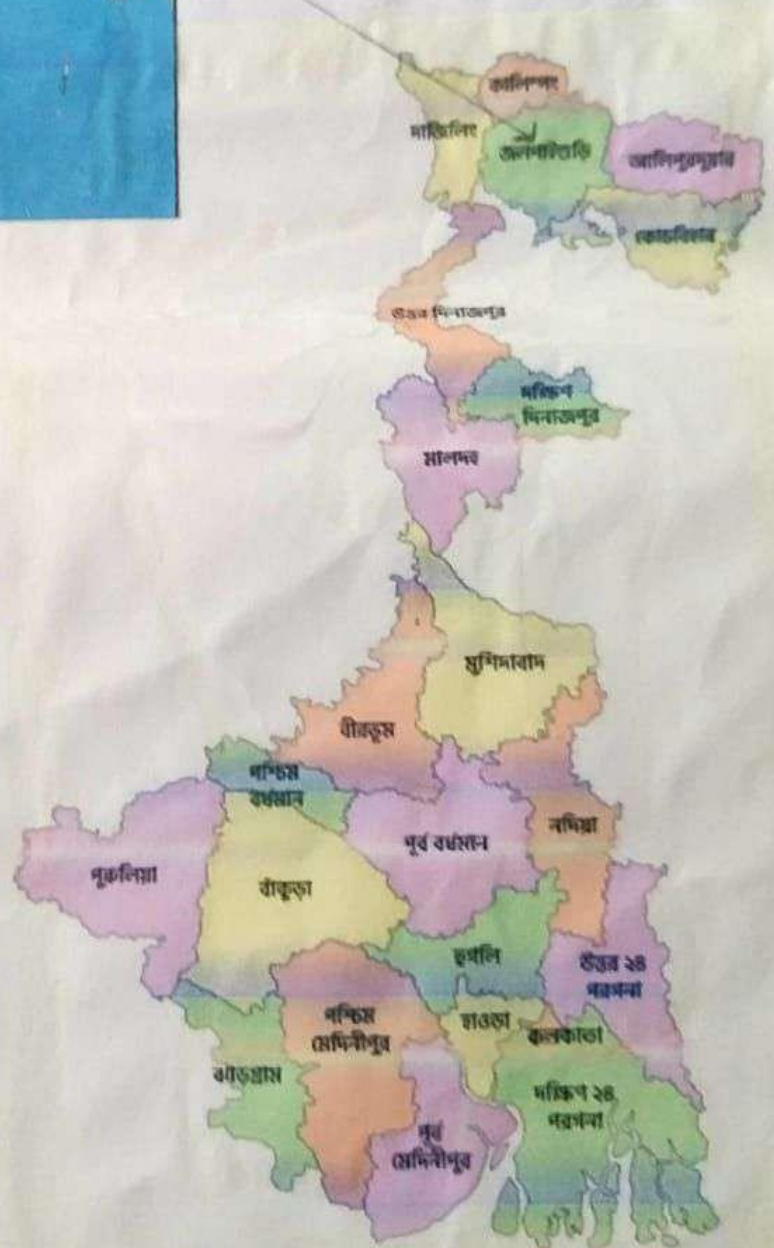 কালিম্পং
দার্জিলিং
জলপাইগুড়ি
আলিপুরদুয়ার
কোচবিহার
উত্তর দিনাজপুর
দক্ষিণ
দিনাজপুর
মালদহ
মুর্শিদাবাদ
বীরভূম
পশ্চিম
বর্ধমান
পূর্ব বর্ধমান
নদিয়া
পুরুলিয়া
বাঁকুড়া
হুগলি
উত্তর ২৪
পরগনা
পশ্চিম
মেদিনীপুর
হাওড়া
কলকাতা
ঝাড়গ্রাম
দক্ষিণ ২৪
পরগনা
পূর্ব
মেদিনীপুর